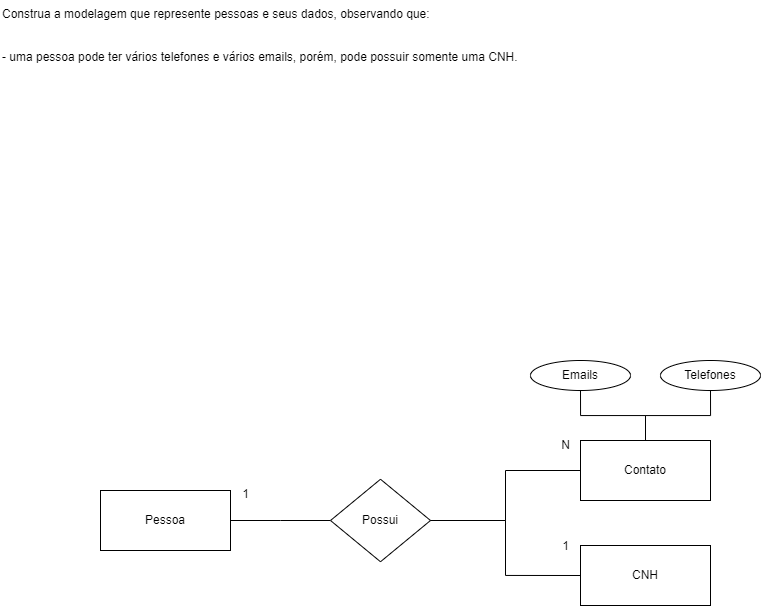 Construa a modelagem que represente pessoas e seus dados, observando que:
- uma pessoa pode ter vários telefones e vários emails, porém, pode possuir somente uma CNH.
Emails
Telefones
N
Contato
1
Pessoa
Possui
1
CNH